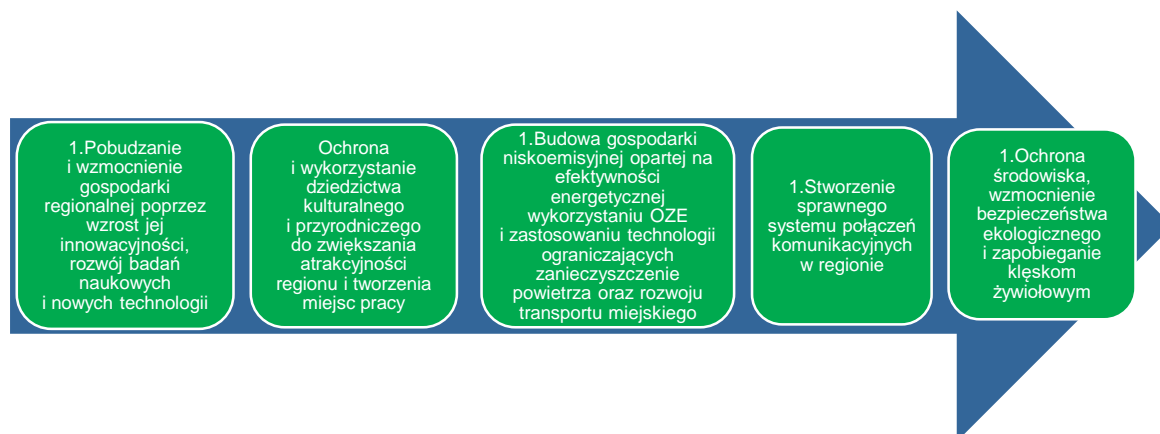 1.Pobudzanie
i wzmocnienie
gospodarki
regionalnej poprzez
wzrost jej
innowacyjności,
rozwój badań
naukowych
i nowych technologii
Ochrona
i wykorzystanie
dziedzictwa
kulturalnego
i przyrodniczego
do zwiększania
atrakcyjności
regionu i tworzenia
miejsc pracy
1.Budowa gospodarki
niskoemisyjnej opartej na
efektywności
energetycznej
wykorzystaniu OZE
i zastosowaniu technologii
ograniczających
zanieczyszczenie
powietrza oraz rozwoju
transportu miejskiego
1.Stworzenie
sprawnego
systemu połączeń
komunikacyjnych
w regionie
1.Ochrona
środowiska,
wzmocnienie
bezpieczeństwa
ekologicznego
i zapobieganie
klęskom
żywiołowym